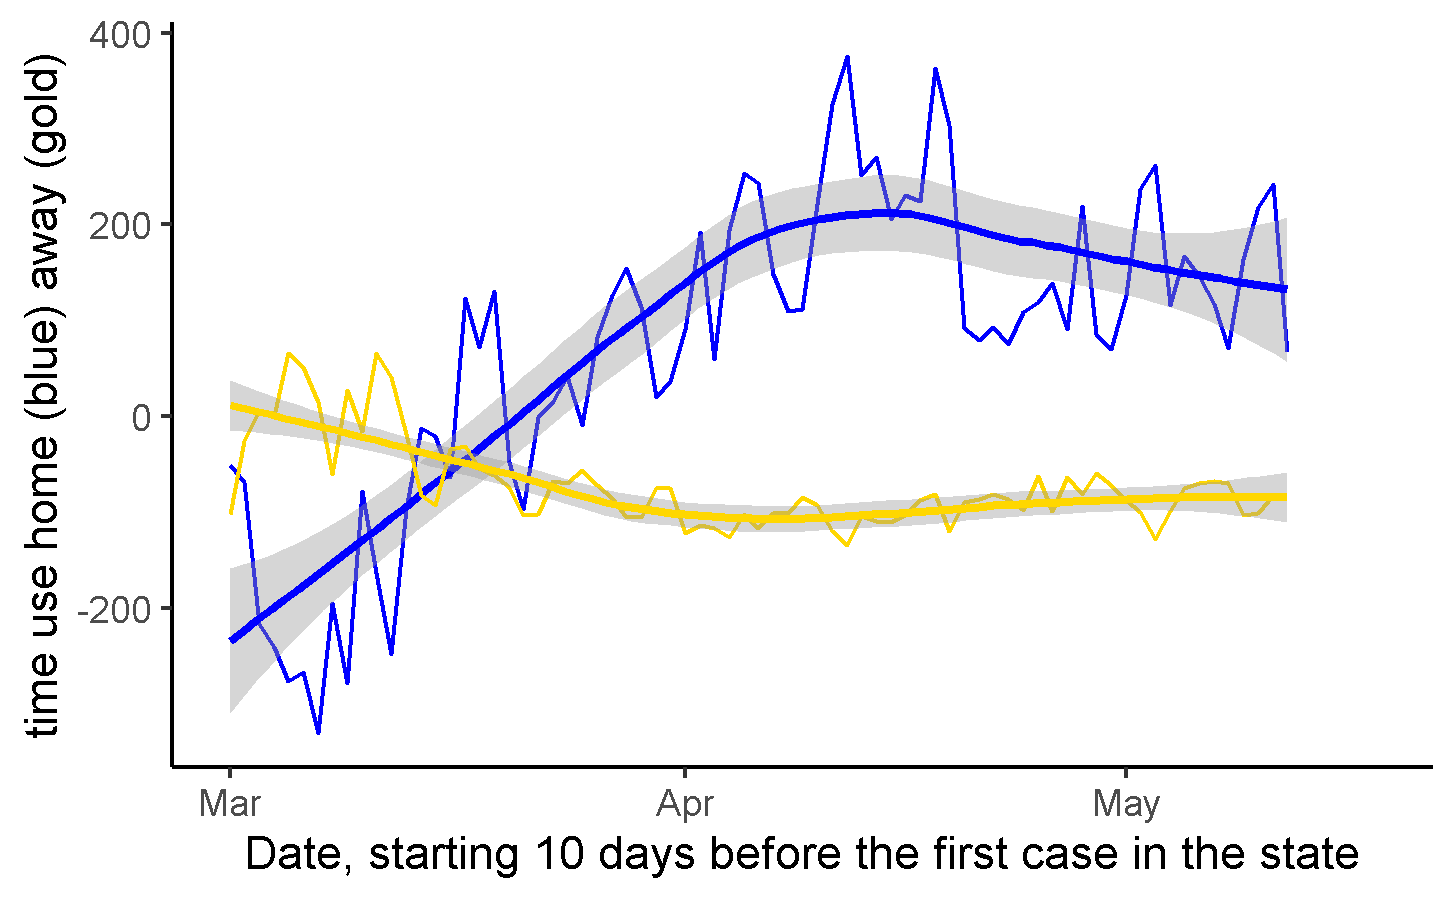 time use home (blue) away (gold)
400
200
0
-200
Mar
Apr
May
Date, starting 10 days before the first case in the state